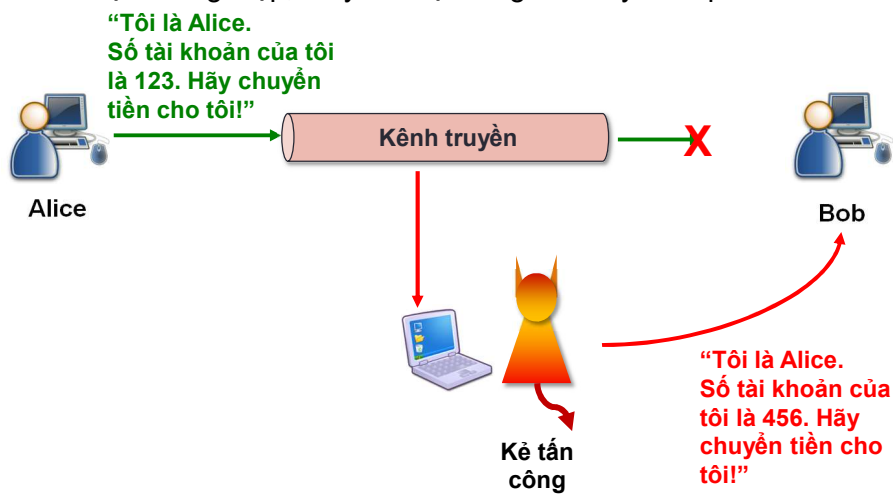 “Tôi là Alice.
Số tài khoản của tôi
là 123. Hãy chuyển
tiền cho tôi!”
Kênh truyền
X
Alice
Bob
“Tôi là Alice.
Số tài khoản của
tôi là 456. Hãy
chuyển tiền cho
tôi!”
Kẻ tấn
công